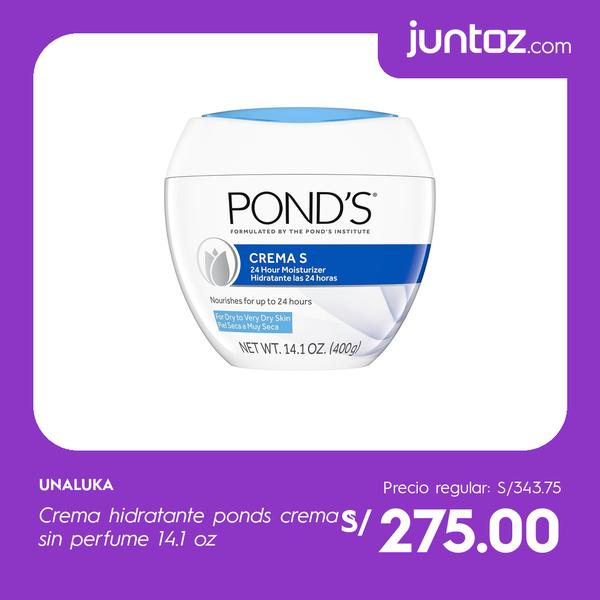 juntoz.com
POND'S®
FORMULATED BY THE POND'S INSTITUTE
CREMA S
24 Hour Moisturizer
Hidratante las 24 horas
Nourishes for up to 24 hours
For Dry to Very Dry Skin
Piel Seca a Muy Seca
NET WT. 14.1 OZ. (400g)
UNALUKA
Precio regular: S/343.75
Crema hidratante ponds crema s
sin perfume 14.1 oz
S/ 275.00